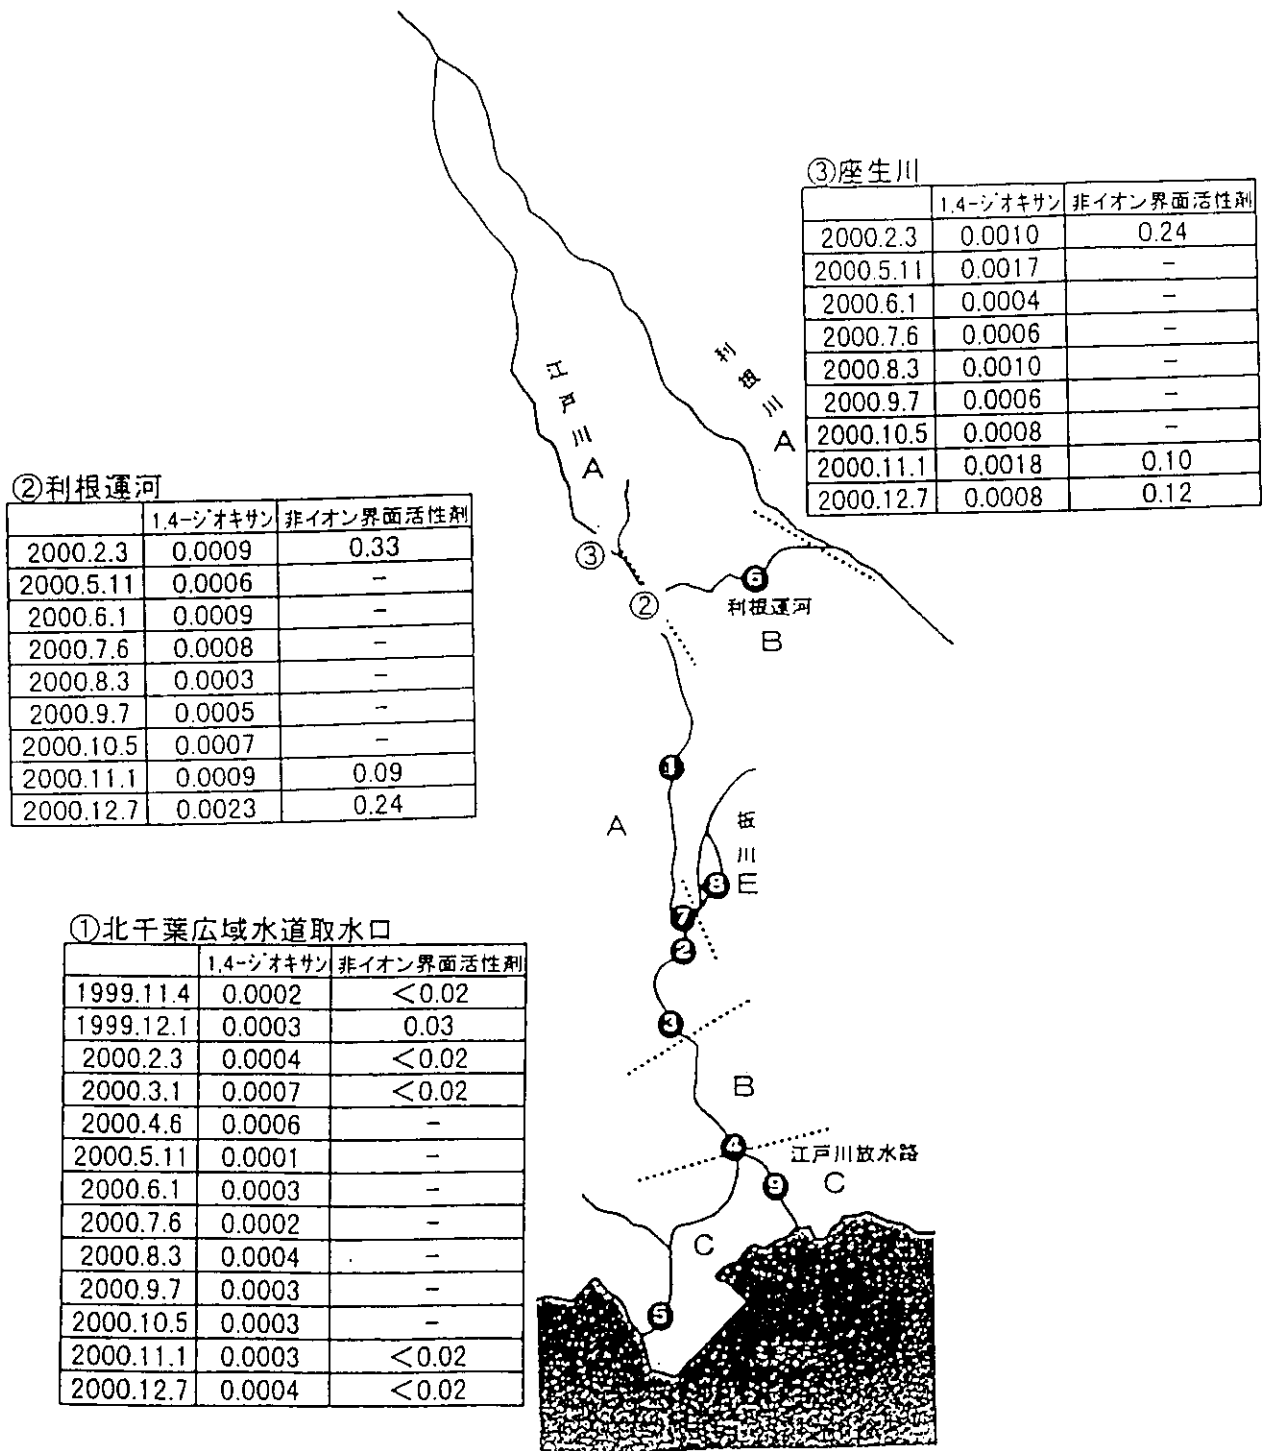 ③座生川
1,4-ジオキサン 非イオン界面活性剤
2000.2.3 0.0010 0.24
2000.5.11 0.0017 -
2000.6.1 0.0004 -
2000.7.6 0.0006 -
2000.8.3 0.0010 -
2000.9.7 0.0006 -
2000.10.5 0.0008 -
2000.11.1 0.0018 0.10
2000.12.7 0.0008 0.12
利根川
A
江戸川
A
②利根運河
1,4-ジオキサン 非イオン界面活性剤
2000.2.3 0.0009 0.33
2000.5.11 0.0006 -
2000.6.1 0.0009 -
2000.7.6 0.0008 -
2000.8.3 0.0003 -
2000.9.7 0.0005 -
2000.10.5 0.0007 -
2000.11.1 0.0009 0.09
2000.12.7 0.0023 0.24
③
②
6
利根運河
B
1
A
坂川
8 E
7
2
3
B
4
江戸川放水路
9 C
C
5
①北千葉広域水道取水口
1,4-ジオキサン 非イオン界面活性剤
1999.11.4 0.0002 <0.02
1999.12.1 0.0003 0.03
2000.2.3 0.0004 <0.02
2000.3.1 0.0007 <0.02
2000.4.6 0.0006 -
2000.5.11 0.0001 -
2000.6.1 0.0003 -
2000.7.6 0.0002 -
2000.8.3 0.0004 -
2000.9.7 0.0003 -
2000.10.5 0.0003 -
2000.11.1 0.0003 <0.02
2000.12.7 0.0004 <0.02